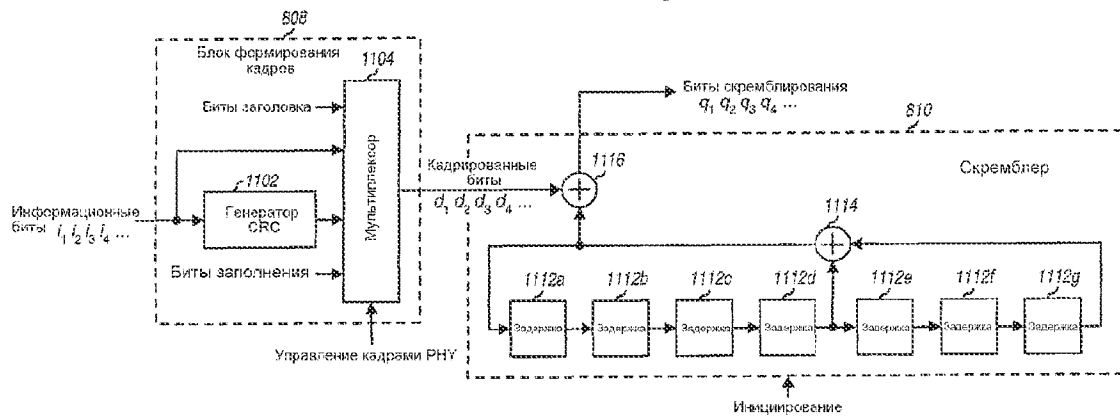 808
Блок формирования
кадров
1104
Биты заголовка
Мультиплексор
1102
Генератор
CRC
Информационные
биты i₁ i₂ i₃ i₄ ...
Биты заполнения
Управление кадрами PHY
Кадрированные
биты
d₁ d₂ d₃ d₄ ...
Биты скремблирования
q₁ q₂ q₃ q₄ ...
810
1116
Скремблер
1114
1112a
1112b
1112c
1112d
1112e
1112f
1112g
Задержка
Задержка
Задержка
Задержка
Задержка
Задержка
Задержка
Инициирование